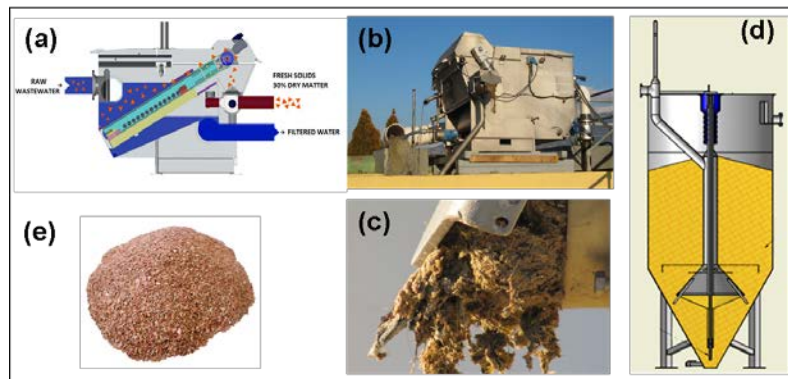 (a)
RAW
WASTEWATER
FRESH SOLIDS
30% DRY MATTER
FILTERED WATER
(b)
(c)
(d)
(e)